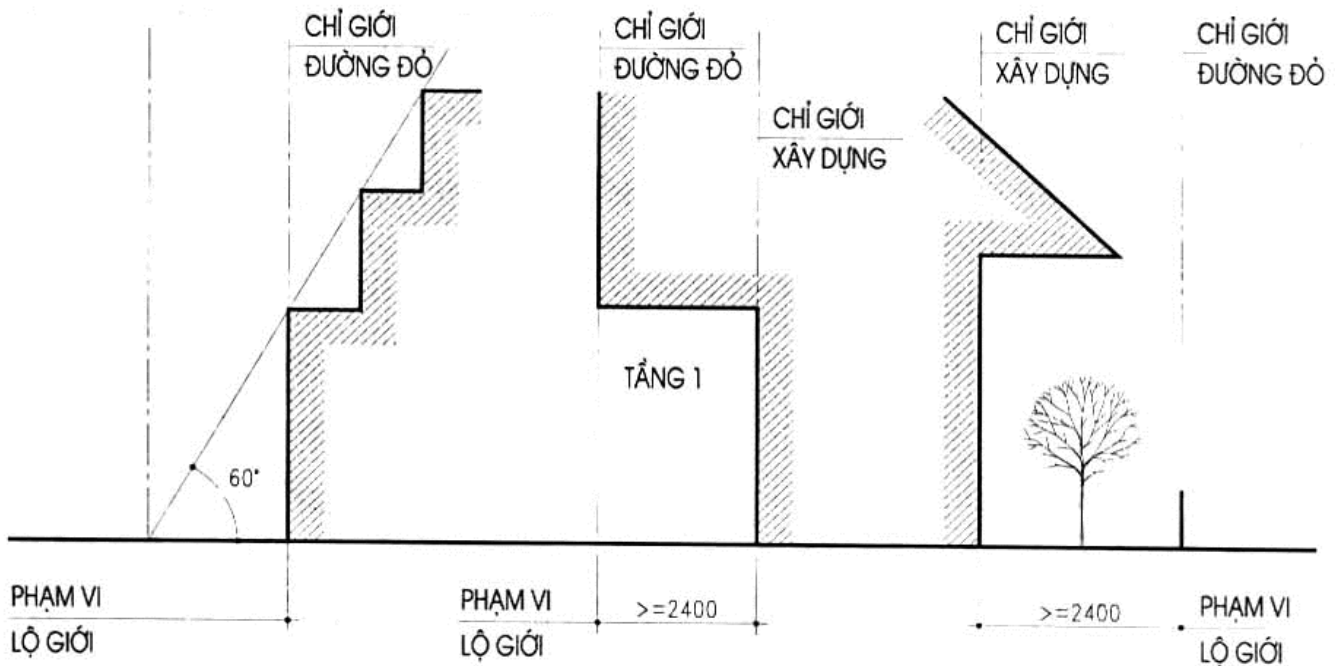 CHỈ GIỚI
ĐƯỜNG ĐỎ
CHỈ GIỚI
ĐƯỜNG ĐỎ
CHỈ GIỚI
XÂY DỰNG
CHỈ GIỚI
XÂY DỰNG
CHỈ GIỚI
ĐƯỜNG ĐỎ
TẦNG 1
60°
PHẠM VI
LỘ GIỚI
PHẠM VI
LỘ GIỚI
>=2400
>=2400
PHẠM VI
LỘ GIỚI